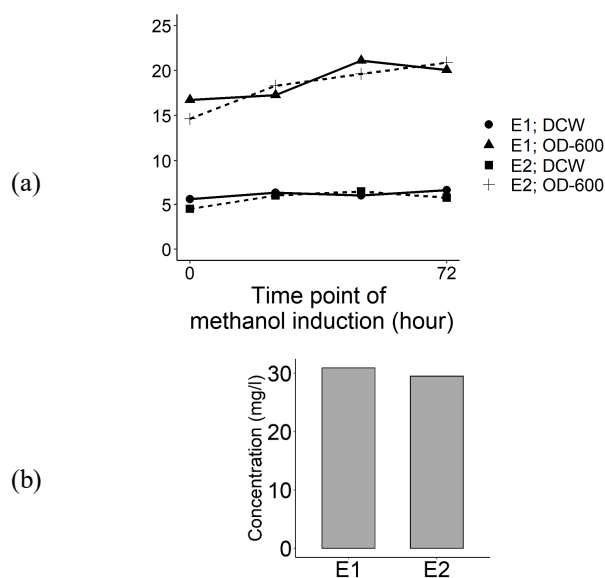 25
20
15
10
5
0
(a)
0 72
Time point of
methanol induction (hour)
E1; DCW
E1; OD-600
E2; DCW
E2; OD-600
(b)
Concentration (mg/l)
30
20
10
0
E1 E2